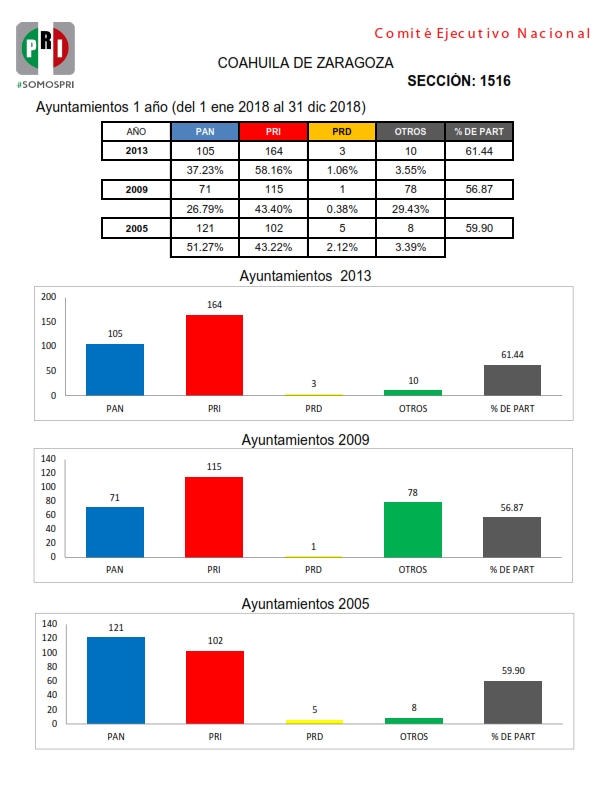 Comité Ejecutivo Nacional
PRI
#SOMOSPRI
COAHUILA DE ZARAGOZA
SECCIÓN: 1516
Ayuntamientos 1 año (del 1 ene 2018 al 31 dic 2018)
AÑO PAN PRI PRD OTROS % DE PART
2013 105 164 3 10 61.44
37.23% 58.16% 1.06% 3.55%
2009 71 115 1 78 56.87
26.79% 43.40% 0.38% 29.43%
2005 121 102 5 8 59.90
51.27% 43.22% 2.12% 3.39%
Ayuntamientos 2013
200
150
100
50
0
105 164 3 10 61.44
PAN PRI PRD OTROS % DE PART
Ayuntamientos 2009
140
120
100
80
60
40
20
0
71 115 1 78 56.87
PAN PRI PRD OTROS % DE PART
Ayuntamientos 2005
140
120
100
80
60
40
20
0
121 102 5 8 59.90
PAN PRI PRD OTROS % DE PART